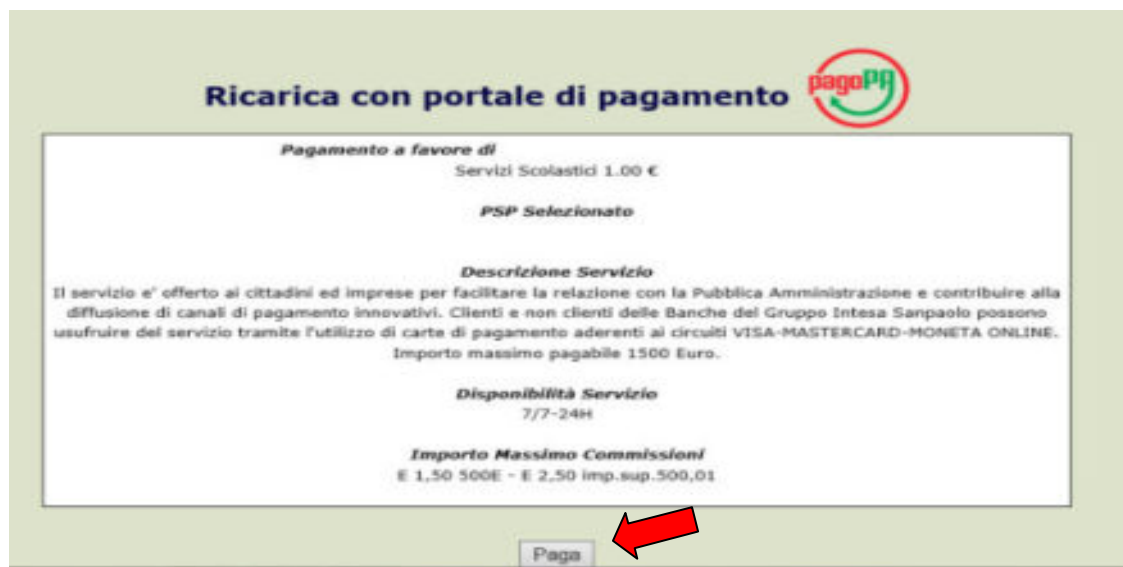 Ricarica con portale di pagamento pagoPA
Pagamento a favore di
Servizi Scolastici 1.00 €
PSP Selezionato
Descrizione Servizio
Il servizio e' offerto ai cittadini ed imprese per facilitare la relazione con la Pubblica Amministrazione e contribuire alla
diffusione di canali di pagamento innovativi. Clienti e non clienti delle Banche del Gruppo Intesa Sanpaolo possono
usufruire del servizio tramite l'utilizzo di carte di pagamento aderenti ai circuiti VISA-MASTERCARD-MONETA ONLINE.
Importo massimo pagabile 1500 Euro.
Disponibilità Servizio
7/7-24H
Importo Massimo Commissioni
E 1,50 500E - E 2,50 imp.sup.500,01
Paga